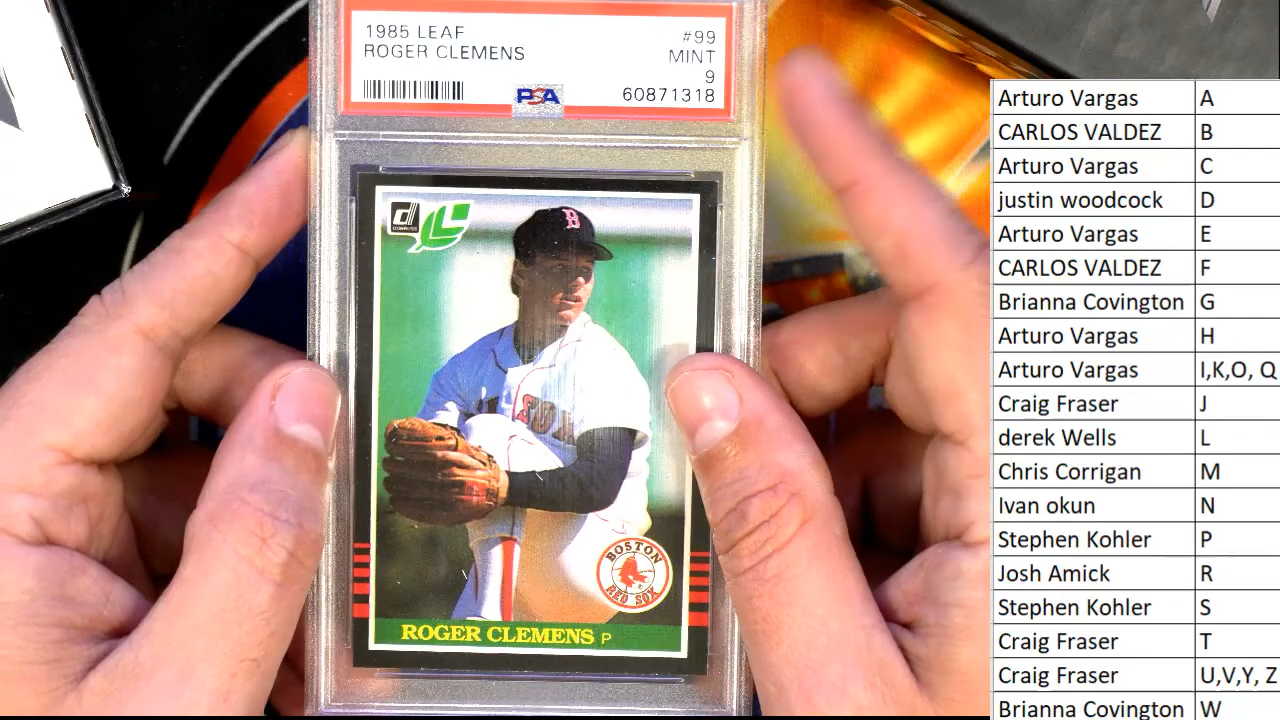 1985 LEAF
#99
ROGER CLEMENS
MINT
9
PSA
60871318
d
DONRUSS
B
BOSTON
RED SOX
ROGER CLEMENS P
Arturo Vargas A
CARLOS VALDEZ B
Arturo Vargas C
justin woodcock D
Arturo Vargas E
CARLOS VALDEZ F
Brianna Covington G
Arturo Vargas H
Arturo Vargas I,K,O, Q
Craig Fraser J
derek Wells L
Chris Corrigan M
Ivan okun N
Stephen Kohler P
Josh Amick R
Stephen Kohler S
Craig Fraser T
Craig Fraser U,V,Y, Z
Brianna Covington W